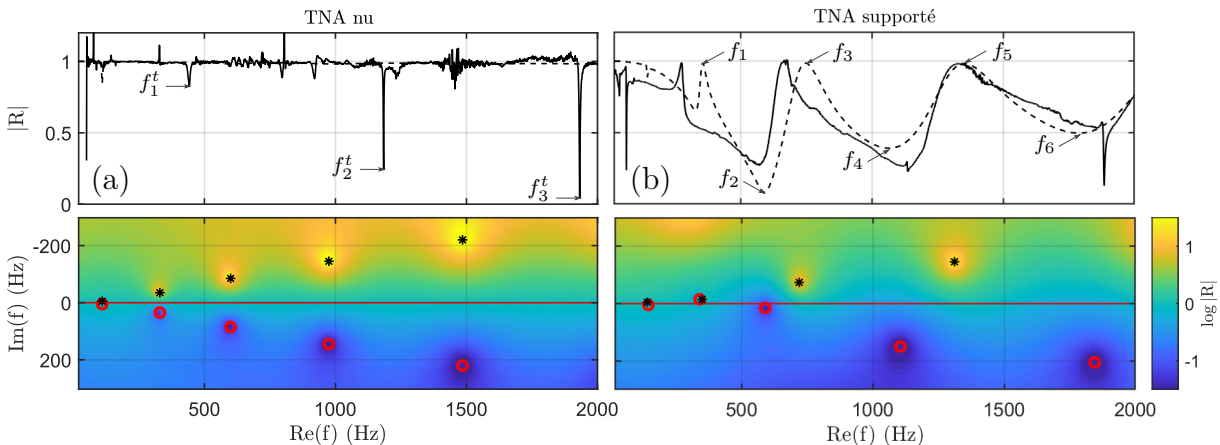 TNA nu
TNA supporté
|R|
1
0.5
0
(a)
f₁ᵗ
f₂ᵗ
f₃ᵗ
(b)
f₁
f₂
f₃
f₄
f₅
f₆
Im(f) (Hz)
-200
0
200
500
1000
1500
2000
Re(f) (Hz)
500
1000
1500
2000
Re(f) (Hz)
1
0
-1
log |R|